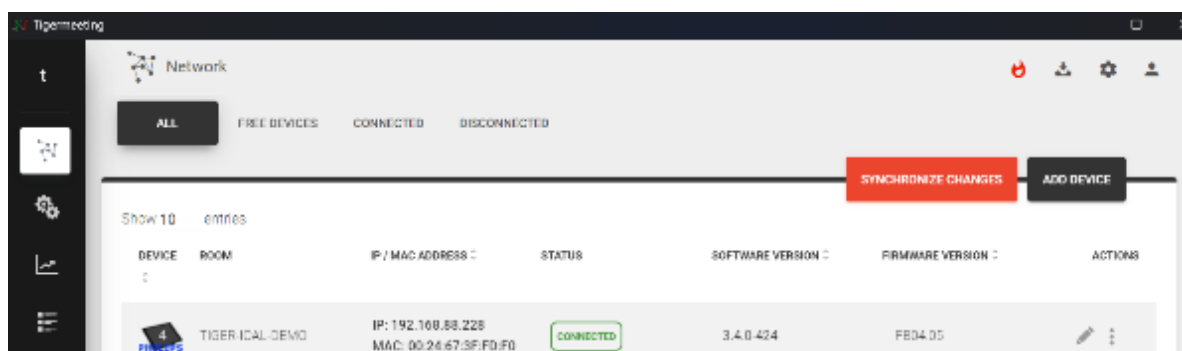 Tigermeeting
t
Network
ALL FREE DEVICES CONNECTED DISCONNECTED
SYNCHRONIZE CHANGES ADD DEVICE
Show 10 entries
DEVICE ROOM IP / MAC ADDRESS STATUS SOFTWARE VERSION FIRMWARE VERSION ACTIONS
4
PHILIPS
TIGER-ICAL-DEMO
IP: 192.168.88.228
MAC: 00:24:67:3F:FD:F0
CONNECTED
3.4.0-424
FB04.05